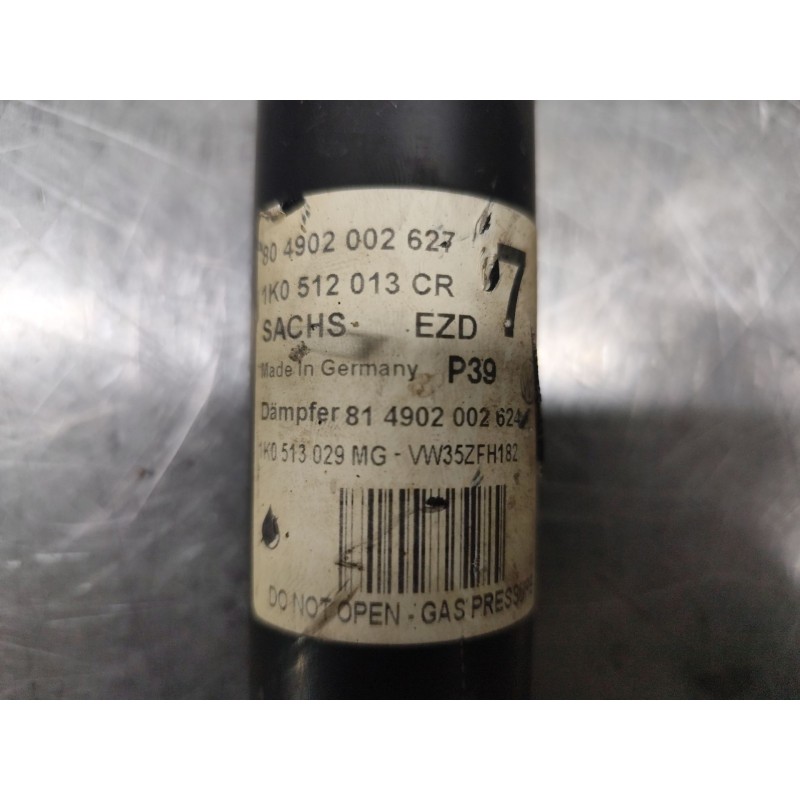 80 4902 002 627
7
1K0 512 013 CR
SACHS- EZD
Made In Germany P39
Dämpfer 81 4902 002 624
1K0 513 029 MG - VW35ZFH182
DO NOT OPEN - GAS PRESSURE